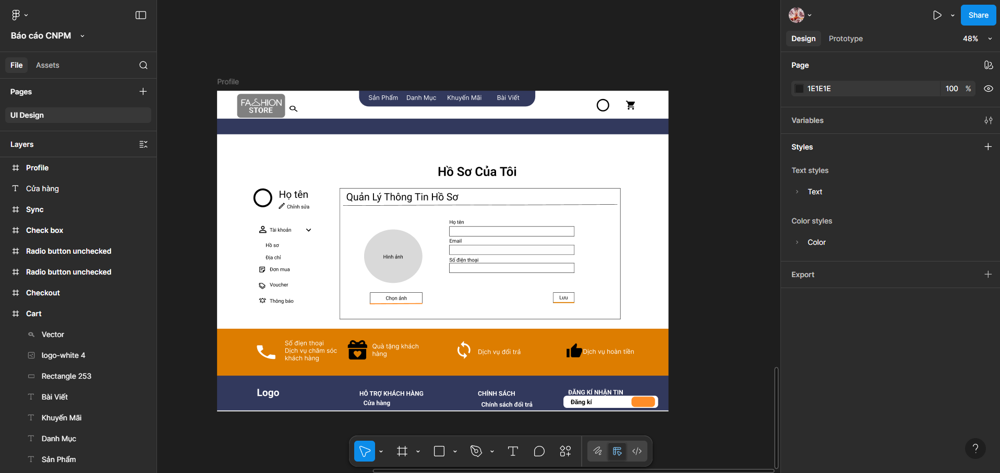 Báo cáo CNPM
File Assets
Pages
UI Design
Layers
Profile
Cửa hàng
Sync
Check box
Radio button unchecked
Radio button unchecked
Checkout
Cart
Vector
logo-white 4
Rectangle 253
Bài Viết
Khuyến Mãi
Danh Mục
Sản Phẩm
Profile
FASHION
STORE
Sản Phẩm Danh Mục Khuyến Mãi Bài Viết
Hồ Sơ Của Tôi
Họ tên
Chỉnh sửa
Tài khoản
Hồ sơ
Địa chỉ
Đơn mua
Voucher
Thông báo
Quản Lý Thông Tin Hồ Sơ
Hình ảnh
Chọn ảnh
Họ tên
Email
Số điện thoại
Lưu
Số điẹn thoại
Dịch vụ chăm sóc
khách hàng
Quà tặng khách
hàng
Dịch vụ đổi trả
Dịch vụ hoàn tiền
Logo
HỖ TRỢ KHÁCH HÀNG
Cửa hàng
CHÍNH SÁCH
Chính sách đổi trả
ĐĂNG KÍ NHẬN TIN
Đăng kí
Share
Design Prototype 48%
Page
1E1E1E 100 %
Variables
Styles
Text styles
Text
Color styles
Color
Export
?